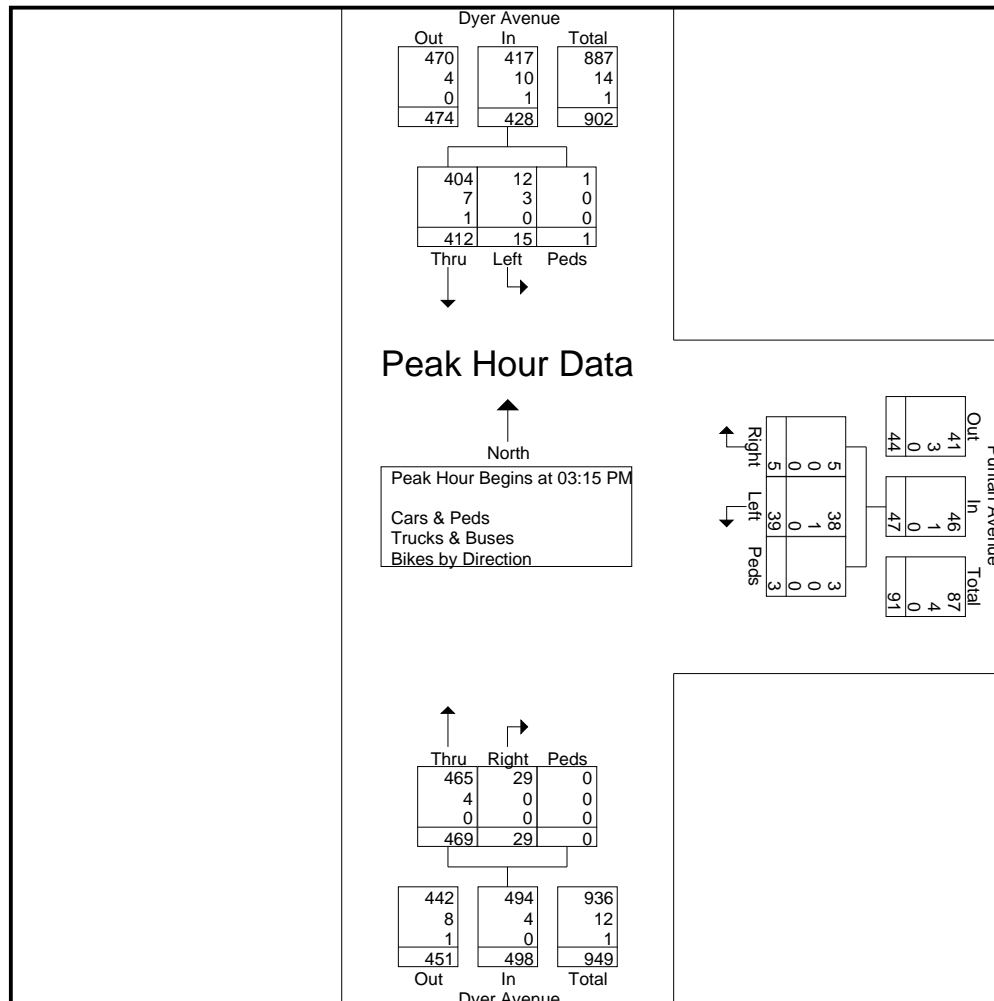 Dyer Avenue
Out In Total
470 417 887
4 10 14
0 1 1
474 428 902
404 12 1
7 3 0
1 0 0
412 15 1
Thru Left Peds
Peak Hour Data
North
Peak Hour Begins at 03:15 PM
Cars & Peds
Trucks & Buses
Bikes by Direction
Avenue
Out In Total
41 46 87
3 1 4
0 0 0
44 47 91
5 38 3
0 1 0
0 0 0
5 39 3
Right Left Peds
Thru Right Peds
465 29 0
4 0 0
0 0 0
469 29 0
442 494 936
8 4 12
1 0 1
451 498 949
Out In Total
Dyer Avenue